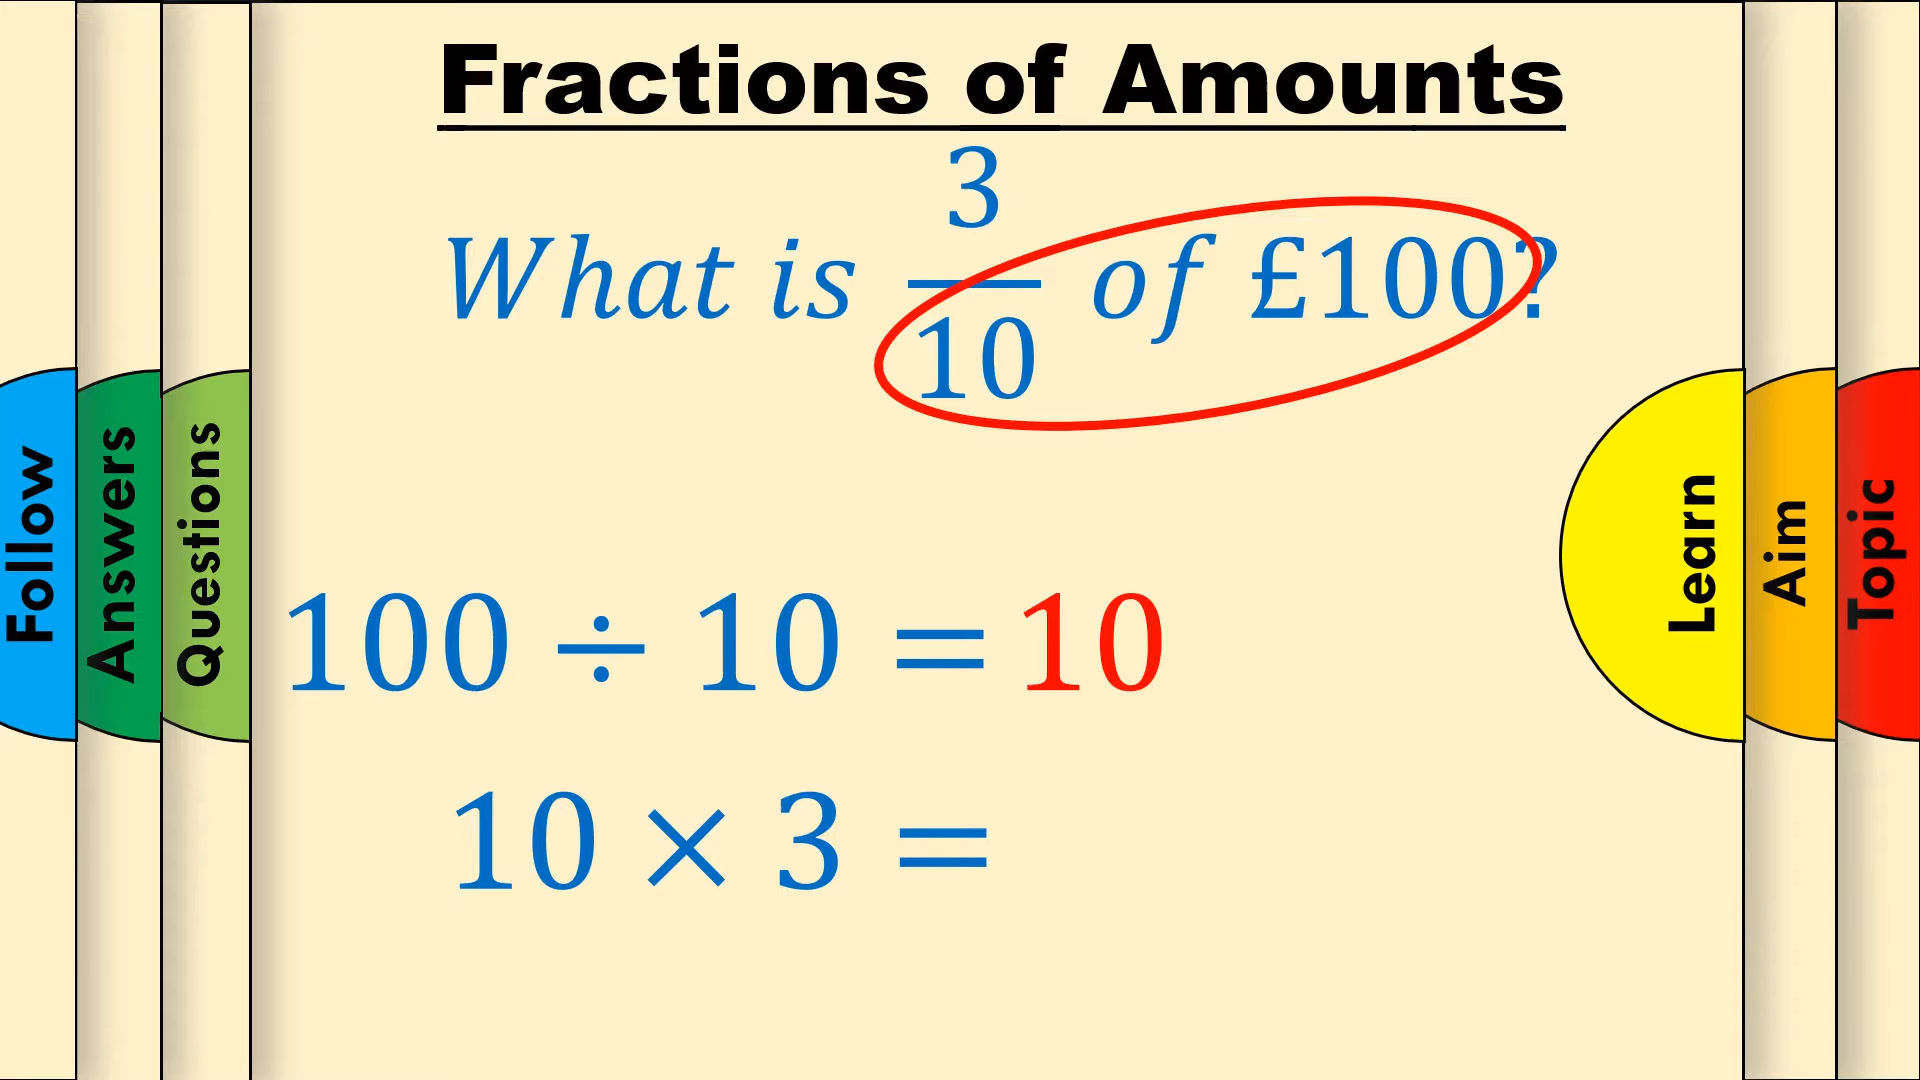 Fractions of Amounts
What is 3/10 of £100?
100 ÷ 10 = 10
10 × 3 =
Follow
Answers
Questions
Learn
Aim
Topic